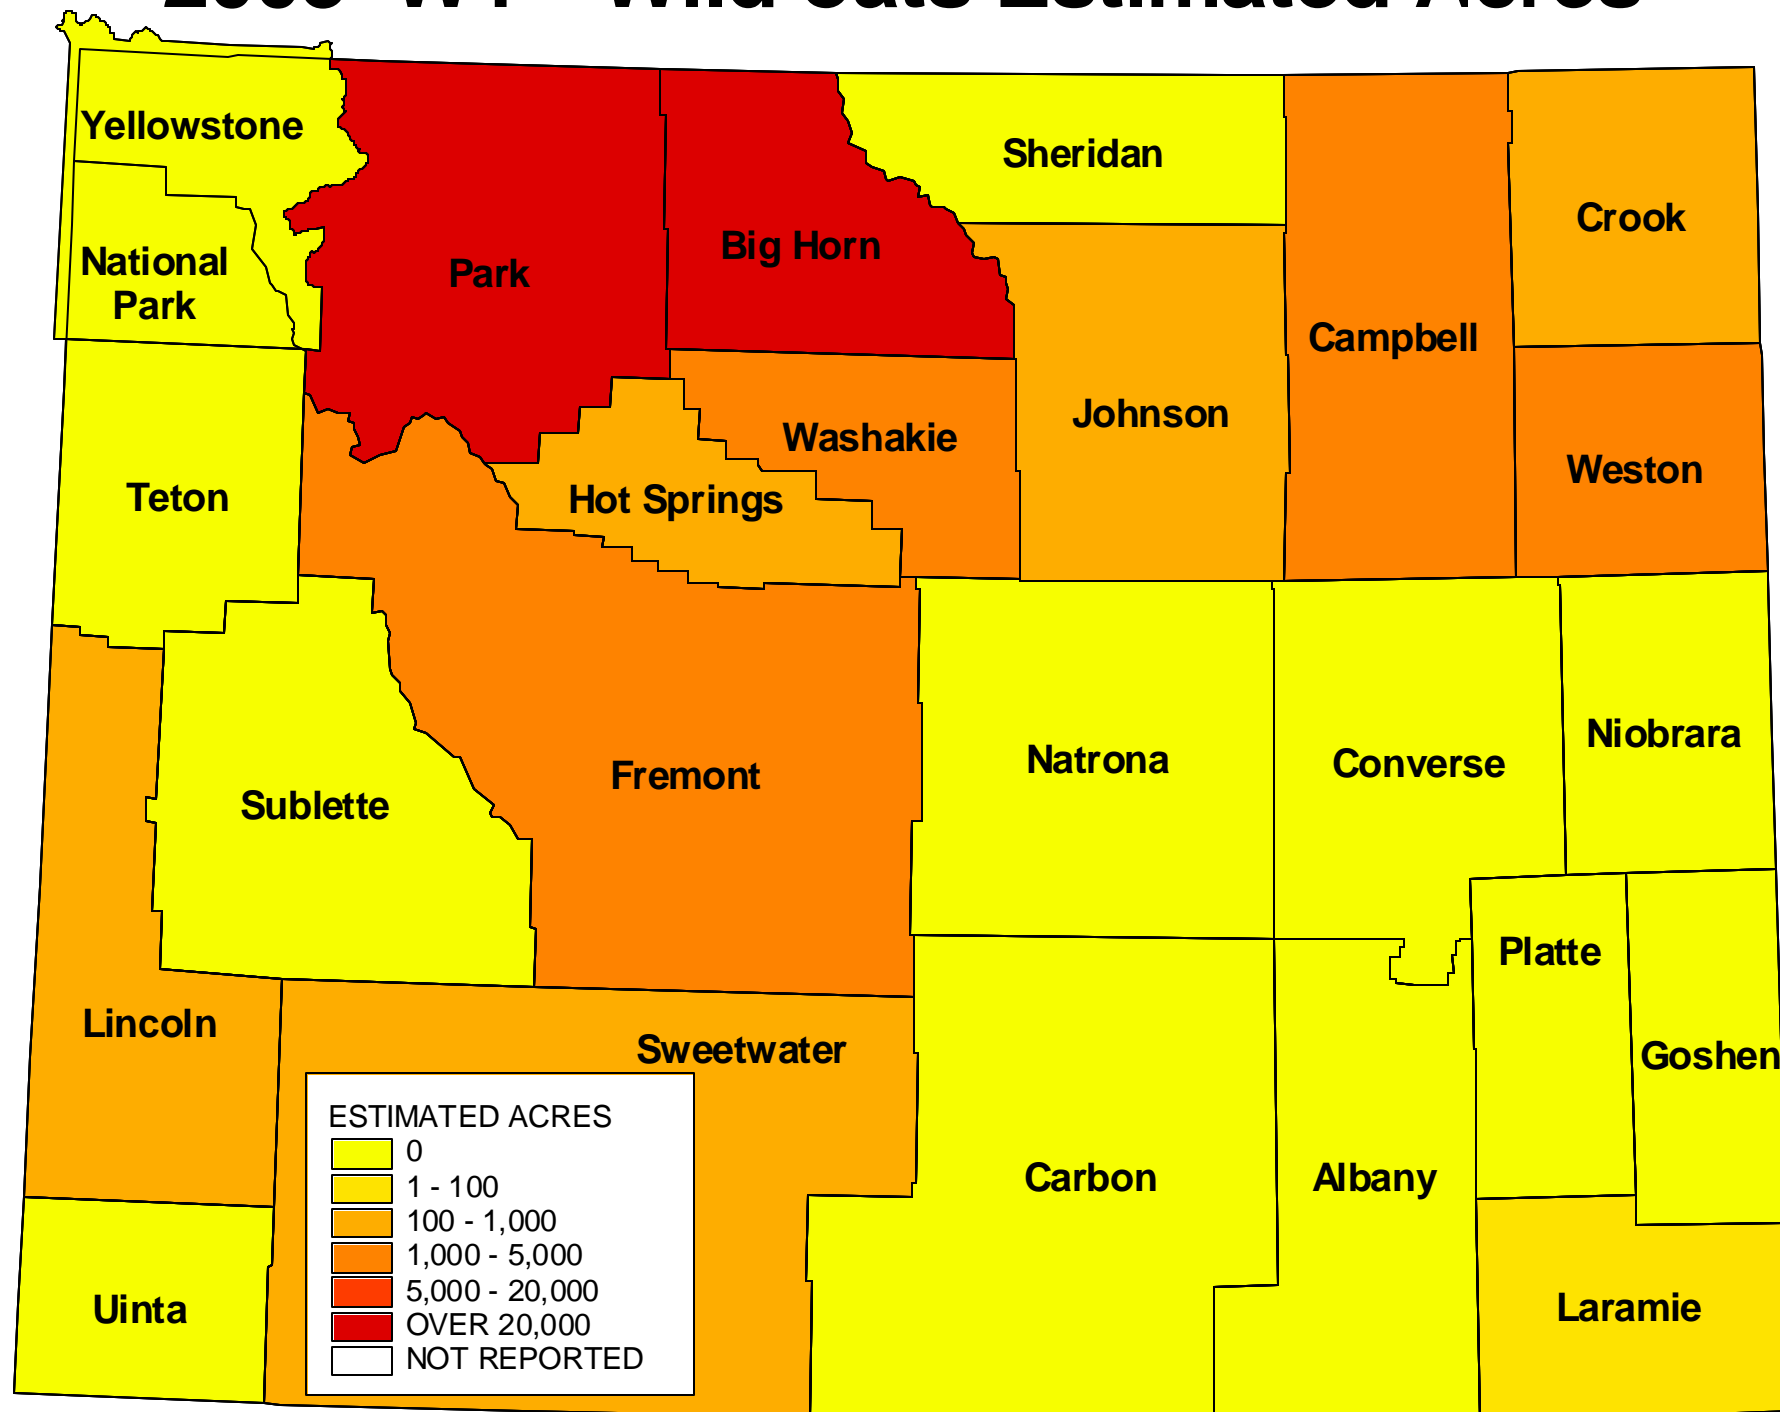 Yellowstone
National
Park
Park
Big Horn
Sheridan
Campbell
Crook
Johnson
Washakie
Hot Springs
Weston
Teton
Fremont
Sublette
Natrona
Converse
Niobrara
Lincoln
Sweetwater
Platte
Goshen
Carbon
Albany
Uinta
Laramie
ESTIMATED ACRES
0
1 - 100
100 - 1,000
1,000 - 5,000
5,000 - 20,000
OVER 20,000
NOT REPORTED